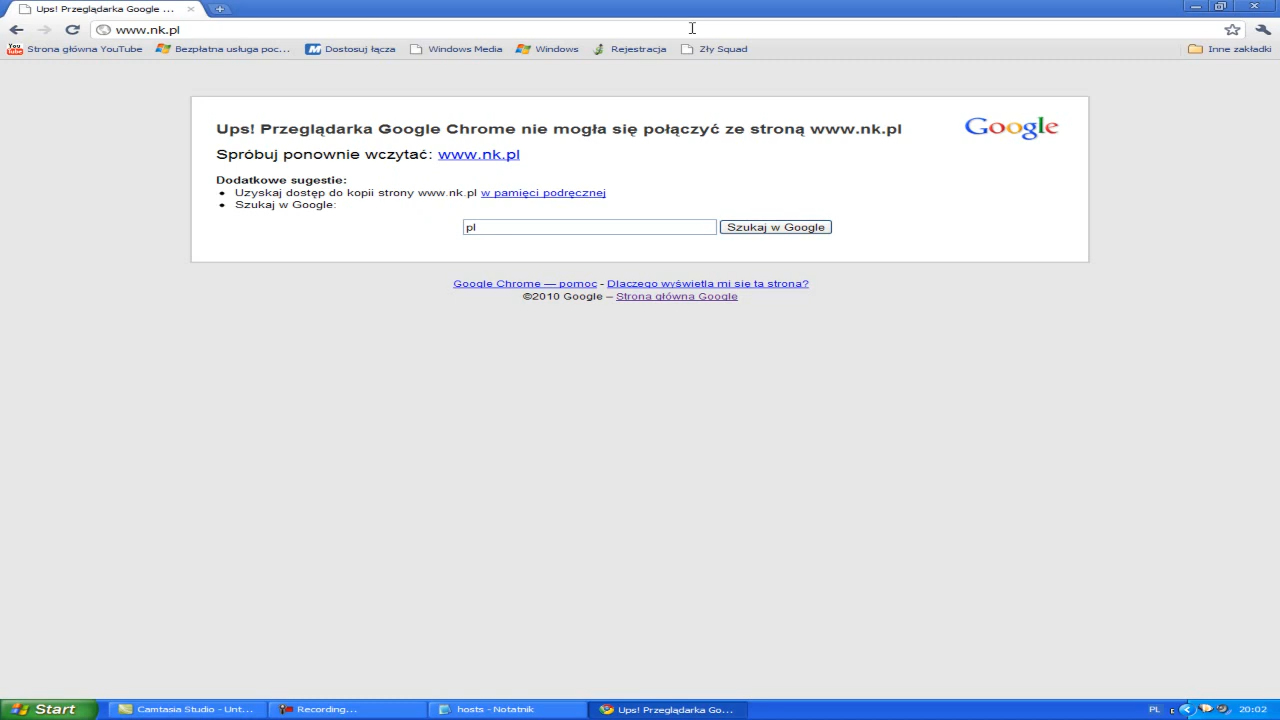 Ups! Przeglądarka Google ...
www.nk.pl
You Tube Strona główna YouTube Bezpłatna usługa poc... Dostosuj łącza Windows Media Windows Rejestracja Zły Squad Inne zakładki
Ups! Przeglądarka Google Chrome nie mogła się połączyć ze stroną www.nk.pl
Google
Spróbuj ponownie wczytać: www.nk.pl
Dodatkowe sugestie:
Uzyskaj dostęp do kopii strony www.nk.pl w pamięci podręcznej
Szukaj w Google:
pl Szukaj w Google
Google Chrome — pomoc - Dlaczego wyświetla mi się ta strona?
©2010 Google – Strona główna Google
Start Camtasia Studio - Unt... Recording... hosts - Notatnik Ups! Przeglądarka Go... PL 20:02